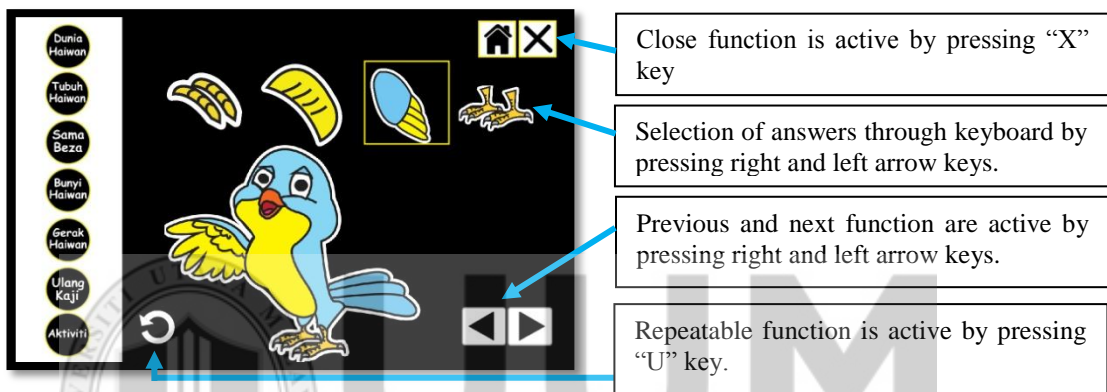 Dunia
Haiwan
Tubuh
Haiwan
Sama
Beza
Bunyi
Haiwan
Gerak
Haiwan
Ulang
Kaji
Aktiviti
Close function is active by pressing “X”
key
Selection of answers through keyboard by
pressing right and left arrow keys.
Previous and next function are active by
pressing right and left arrow keys.
Repeatable function is active by pressing
“U” key.